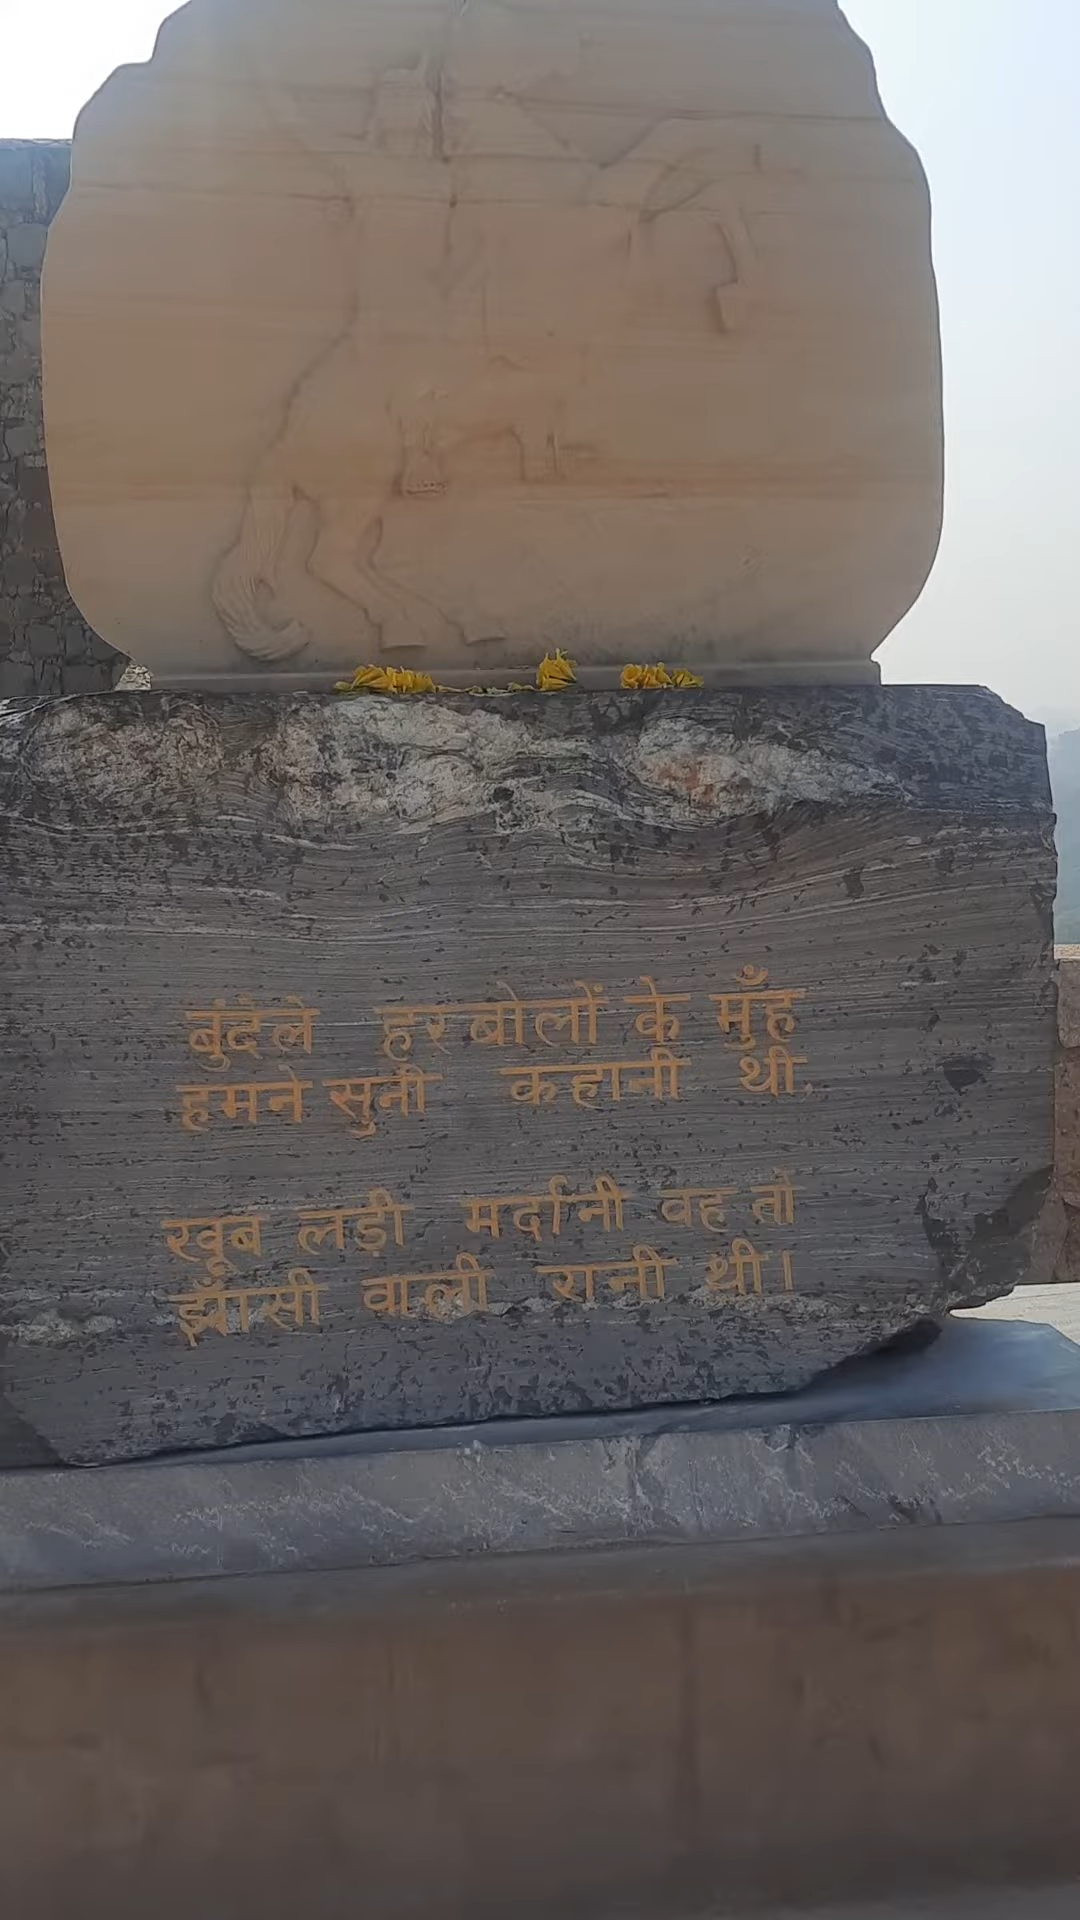 बुंदेले हरबोलों के मुँह
हमने सुनी कहानी थी,
खूब लड़ी मर्दानी वह तो
झाँसी वाली रानी थी।